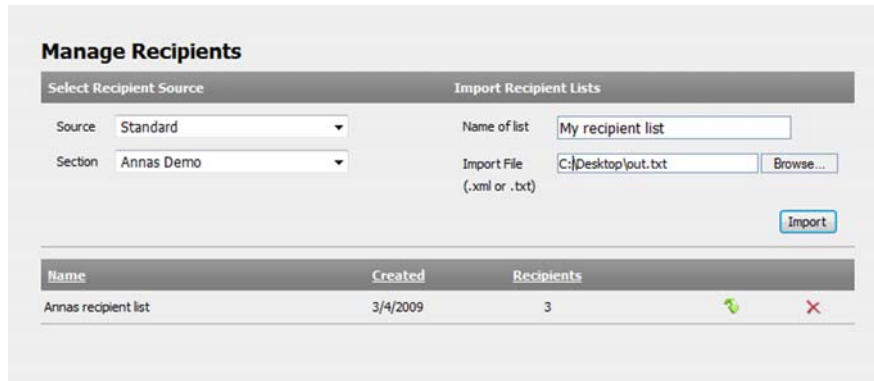 Manage Recipients
Select Recipient Source Import Recipient Lists
Source Standard Name of list My recipient list
Section Annas Demo Import File C:\Desktop\out.txt Browse...
(.xml or .txt)
Import
Name Created Recipients
Annas recipient list 3/4/2009 3